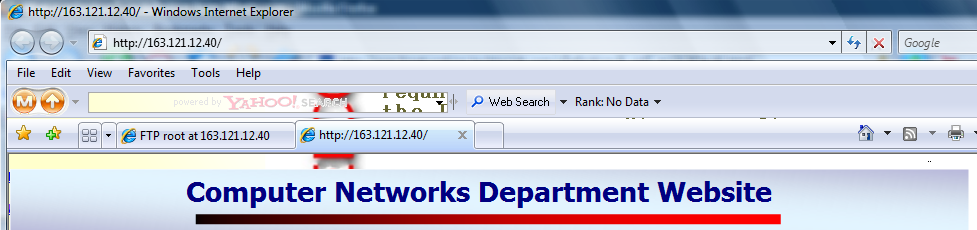 http://163.121.12.40/ - Windows Internet Explorer
http://163.121.12.40/
Google
File Edit View Favorites Tools Help
M powered by YAHOO! SEARCH Web Search Rank: No Data
FTP root at 163.121.12.40 http://163.121.12.40/
Computer Networks Department Website